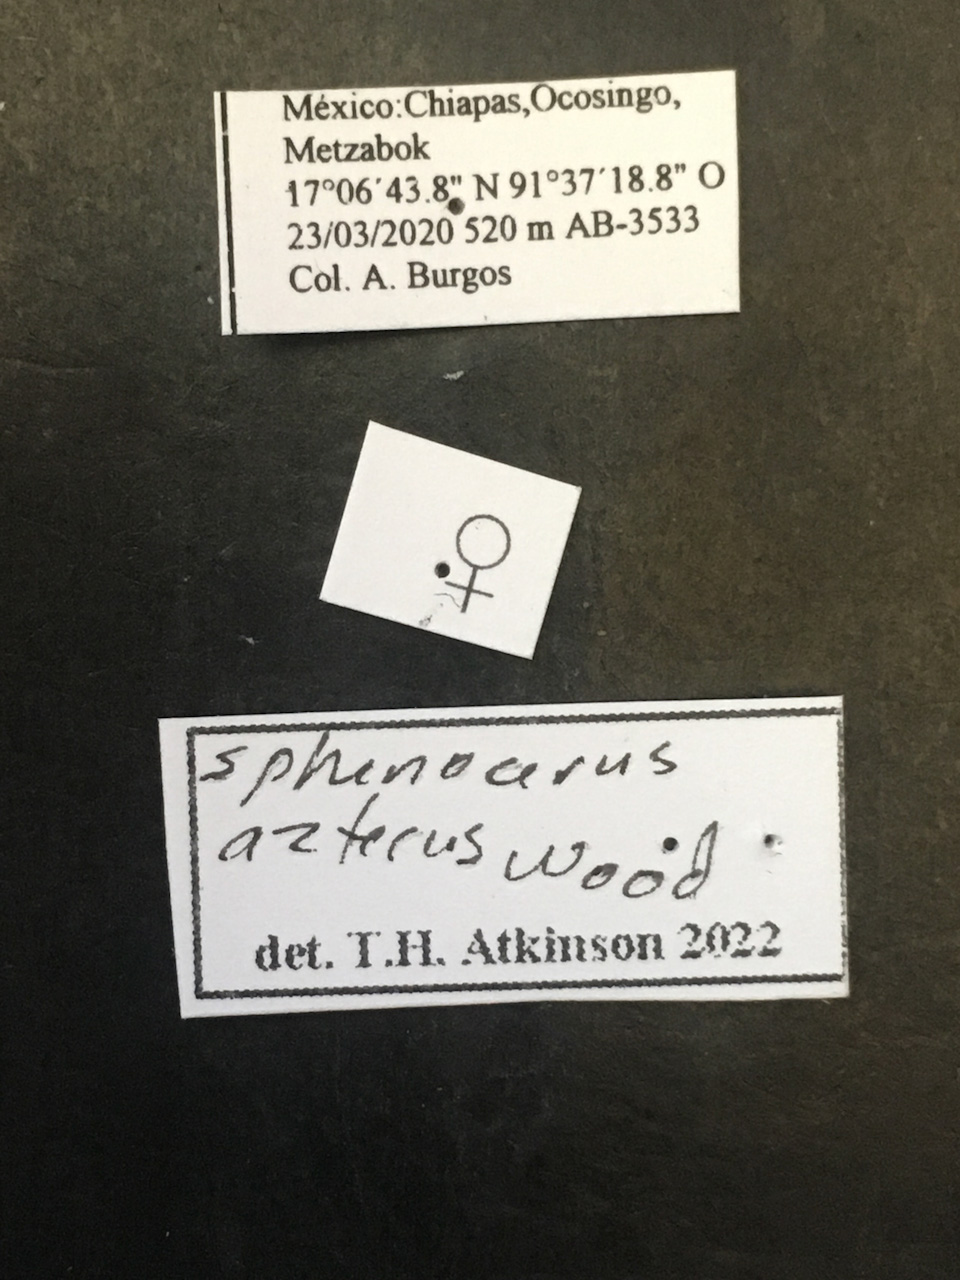 México:Chiapas,Ocosingo,
Metzabok
17°06´43.8" N 91°37´18.8" O
23/03/2020 520 m AB-3533
Col. A. Burgos
♀
sphenocerus
aztecus Wood
det. T.H. Atkinson 2022